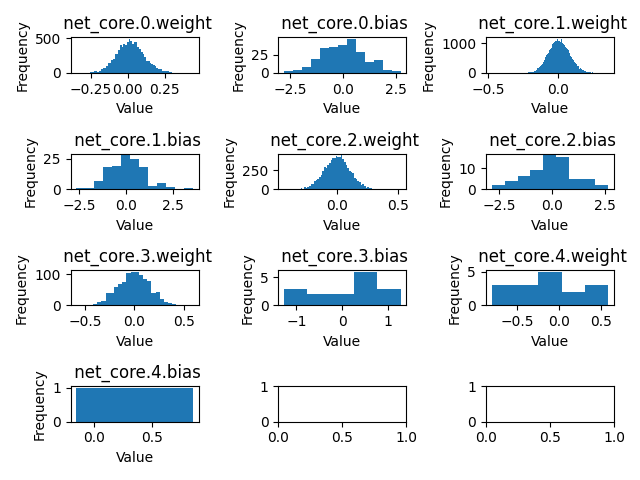 net_core.0.weight
Frequency
500
0
−0.25 0.00 0.25
Value
net_core.0.bias
Frequency
25
0
−2.5 0.0 2.5
Value
net_core.1.weight
Frequency
1000
0
−0.5 0.0
Value
net_core.1.bias
Frequency
25
0
−2.5 0.0 2.5
Value
net_core.2.weight
Frequency
250
0
0.0 0.5
Value
net_core.2.bias
Frequency
10
0
−2.5 0.0 2.5
Value
net_core.3.weight
Frequency
100
0
−0.5 0.0 0.5
Value
net_core.3.bias
Frequency
5
0
−1 0 1
Value
net_core.4.weight
Frequency
5
0
−0.5 0.0 0.5
Value
net_core.4.bias
Frequency
1
0
0.0 0.5
Value
1
0
0.0 0.5 1.0
1
0
0.0 0.5 1.0